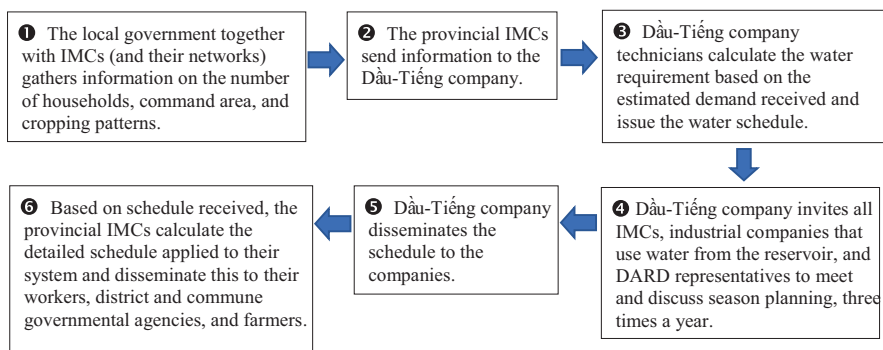 ❶ The local government together
with IMCs (and their networks)
gathers information on the number
of households, command area, and
cropping patterns.
❷ The provincial IMCs
send information to the
Dầu-Tiếng company.
❸ Dầu-Tiếng company
technicians calculate the water
requirement based on the
estimated demand received and
issue the water schedule.
❹ Dầu-Tiếng company invites all
IMCs, industrial companies that
use water from the reservoir, and
DARD representatives to meet
and discuss season planning, three
times a year.
❺ Dầu-Tiếng company
disseminates the
schedule to the
companies.
❻ Based on schedule received, the
provincial IMCs calculate the
detailed schedule applied to their
system and disseminate this to their
workers, district and commune
governmental agencies, and farmers.